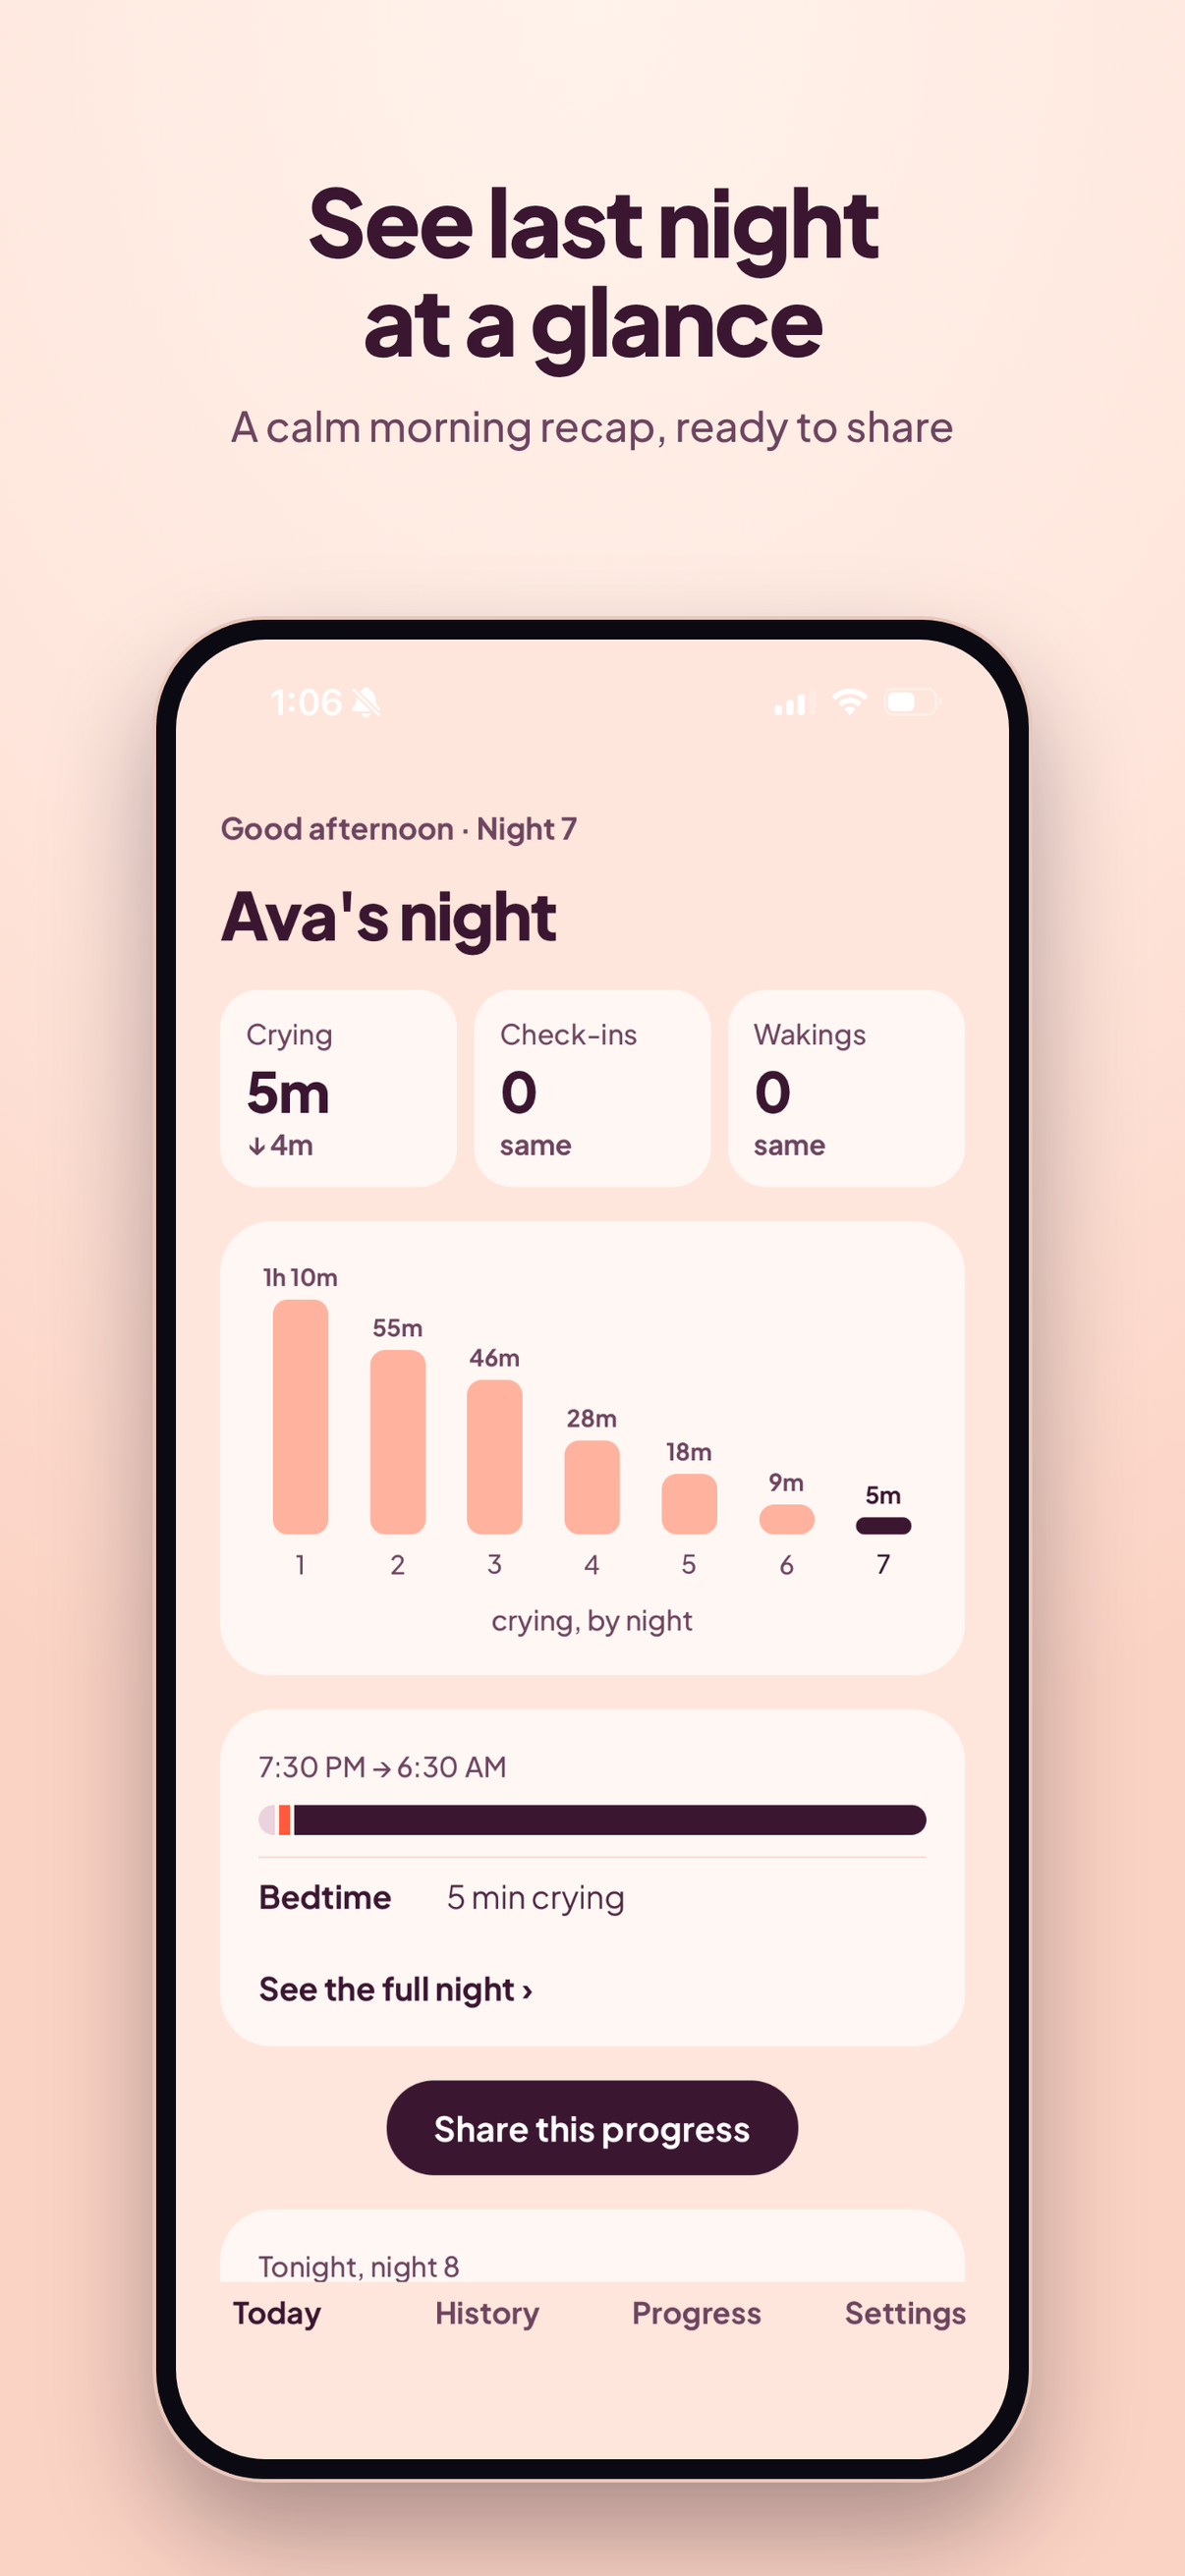 See last night
at a glance
A calm morning recap, ready to share
1:06
Good afternoon · Night 7
Ava's night
Crying
5m
↓ 4m
Check-ins
0
same
Wakings
0
same
1h 10m
55m
46m
28m
18m
9m
5m
1 2 3 4 5 6 7
crying, by night
7:30 PM → 6:30 AM
Bedtime 5 min crying
See the full night ›
Share this progress
Tonight, night 8
Today History Progress Settings